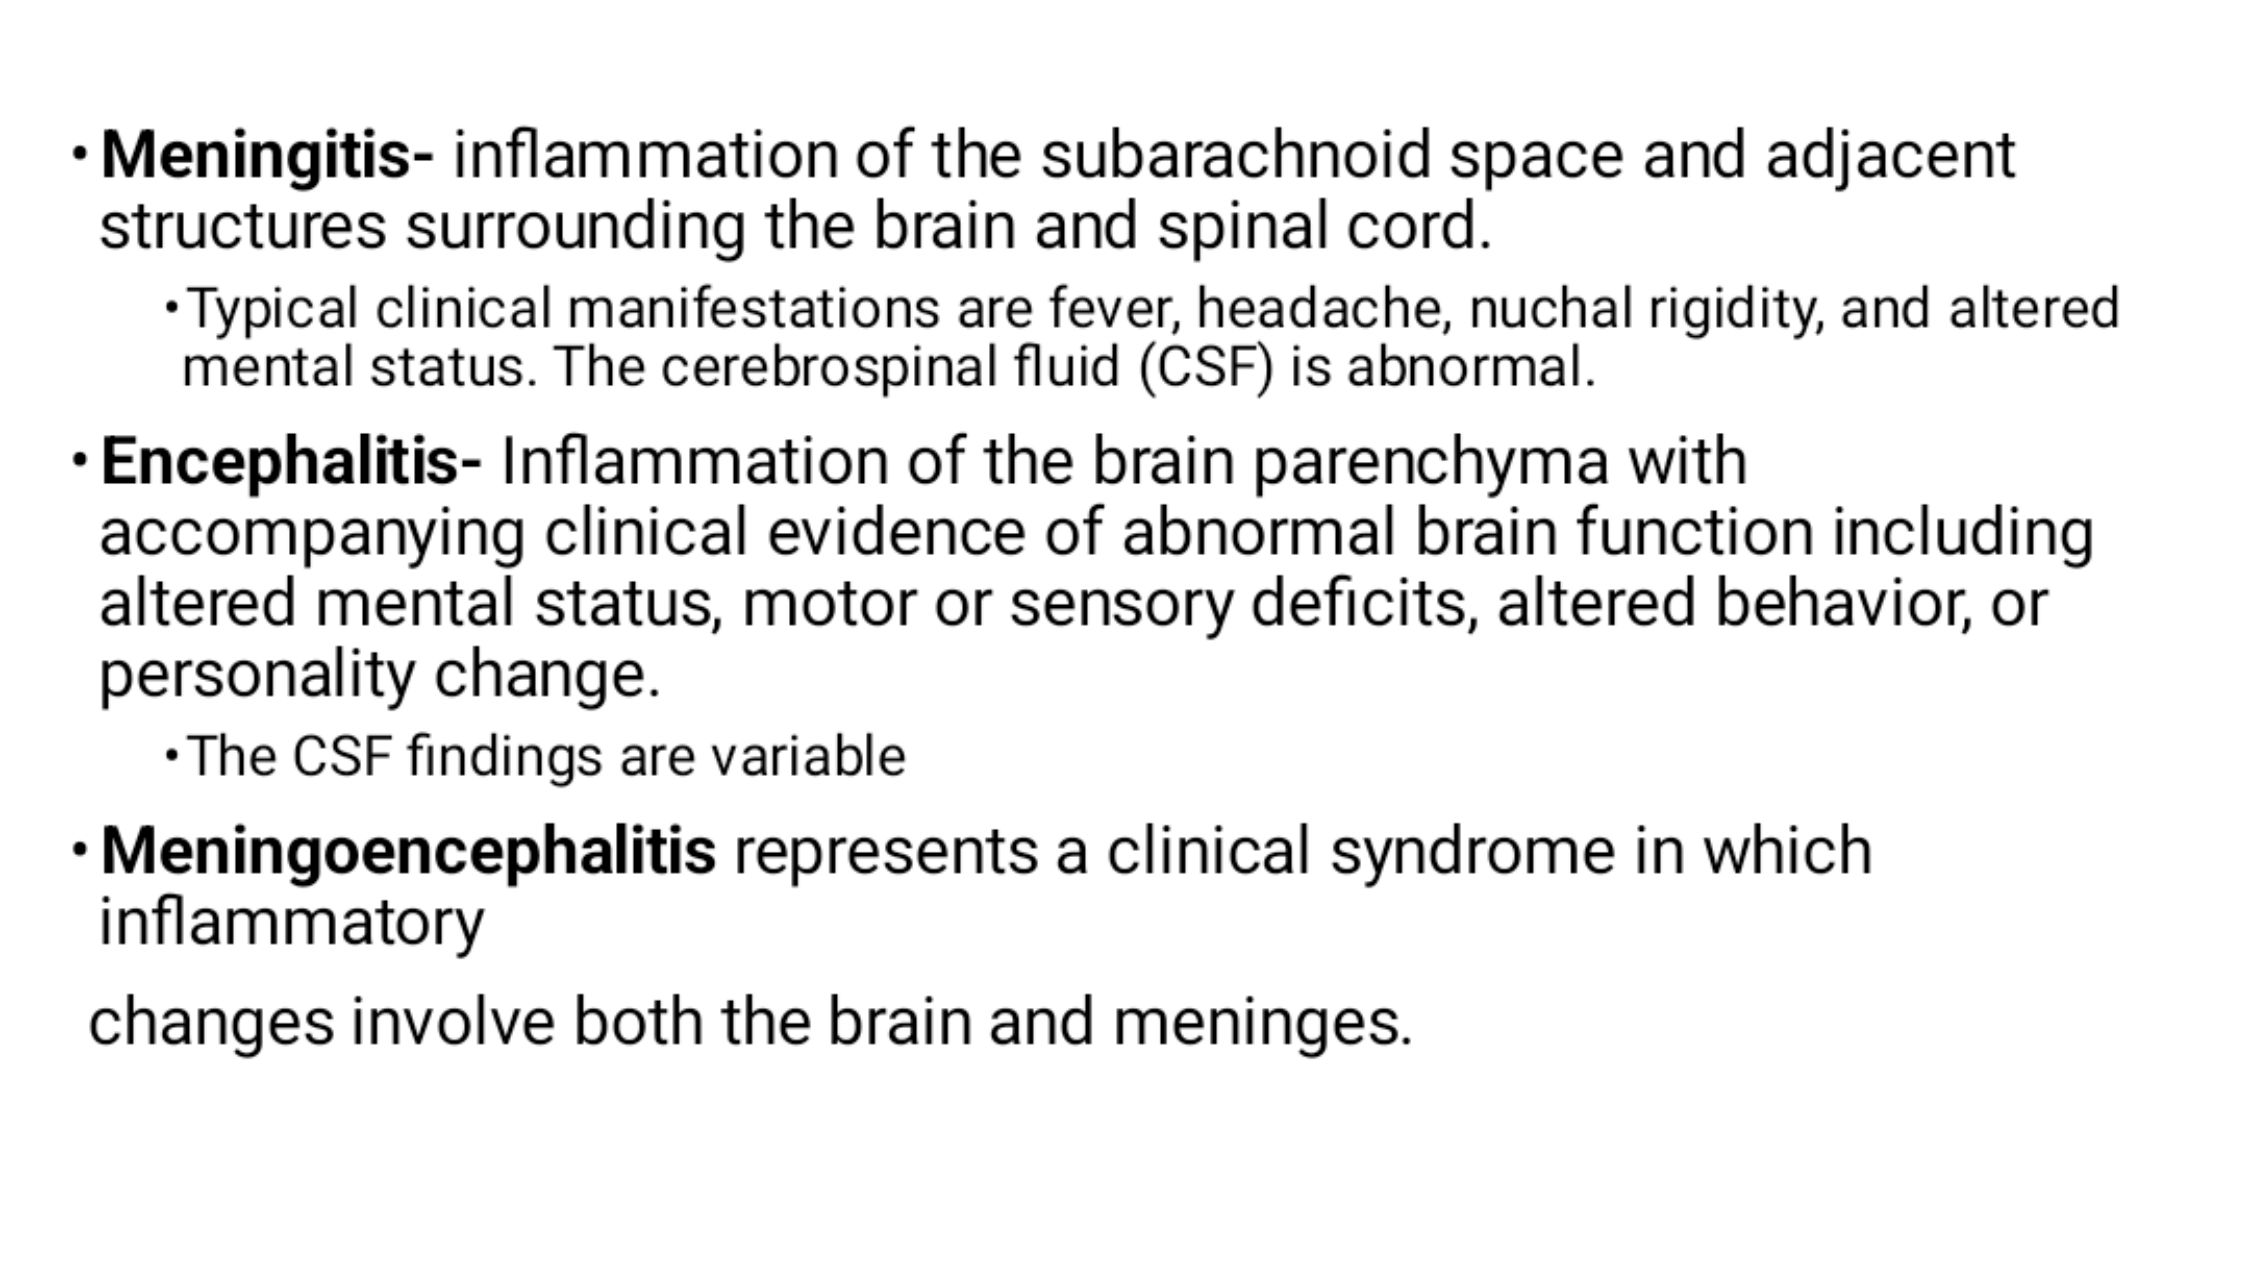 • Meningitis- inflammation of the subarachnoid space and adjacent
structures surrounding the brain and spinal cord.
• Typical clinical manifestations are fever, headache, nuchal rigidity, and altered
mental status. The cerebrospinal fluid (CSF) is abnormal.
• Encephalitis- Inflammation of the brain parenchyma with
accompanying clinical evidence of abnormal brain function including
altered mental status, motor or sensory deficits, altered behavior, or
personality change.
• The CSF findings are variable
• Meningoencephalitis represents a clinical syndrome in which
inflammatory
changes involve both the brain and meninges.